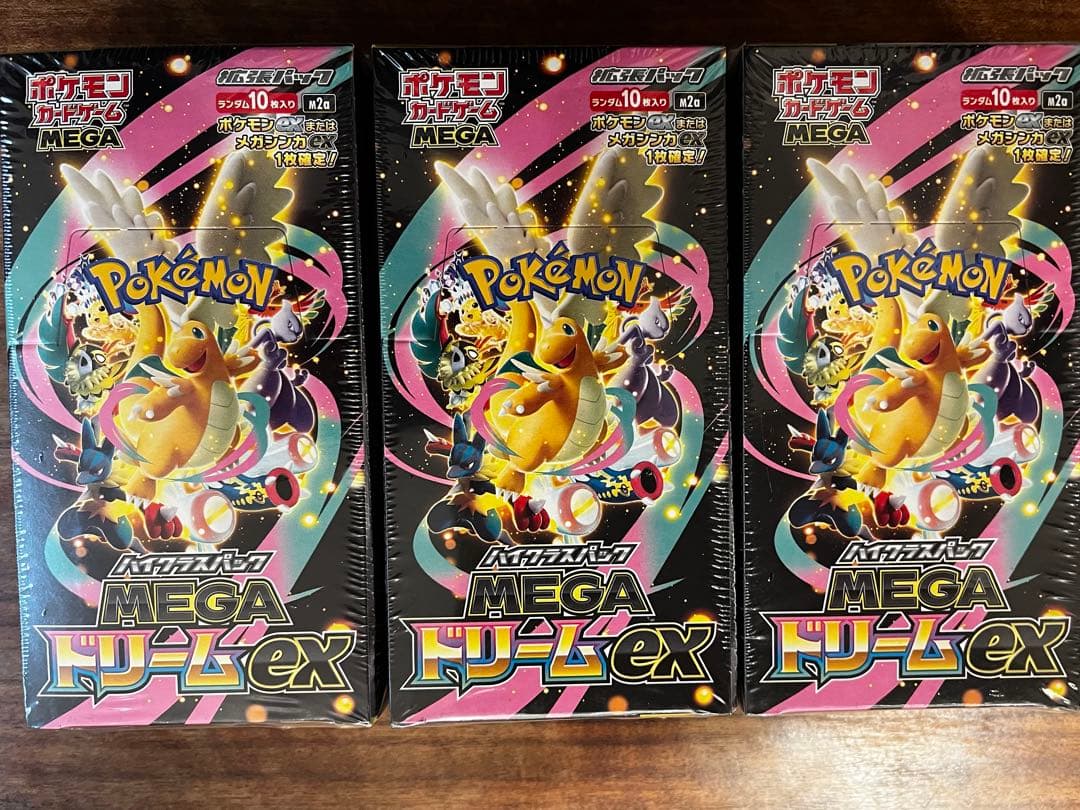 ポケモン
カードゲーム
MEGA
拡張パック
ランダム10枚入り
M2a
ポケモンexまたは
メガシンカex
1枚確定!
POKÉMON
ハイクラスパック
MEGA
ドリームex
ポケモン
カードゲーム
MEGA
拡張パック
ランダム10枚入り
M2a
ポケモンexまたは
メガシンカex
1枚確定!
POKÉMON
ハイクラスパック
MEGA
ドリームex
ポケモン
カードゲーム
MEGA
拡張パック
ランダム10枚入り
M2a
ポケモンexまたは
メガシンカex
1枚確定!
POKÉMON
ハイクラスパック
MEGA
ドリームex